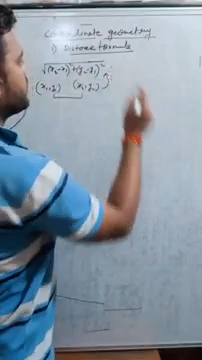 Coordinate geometry
1) Distance formula
√(x₂-x₁)²+(y₂-y₁)²
(x₁,y₁) (x₂,y₂)